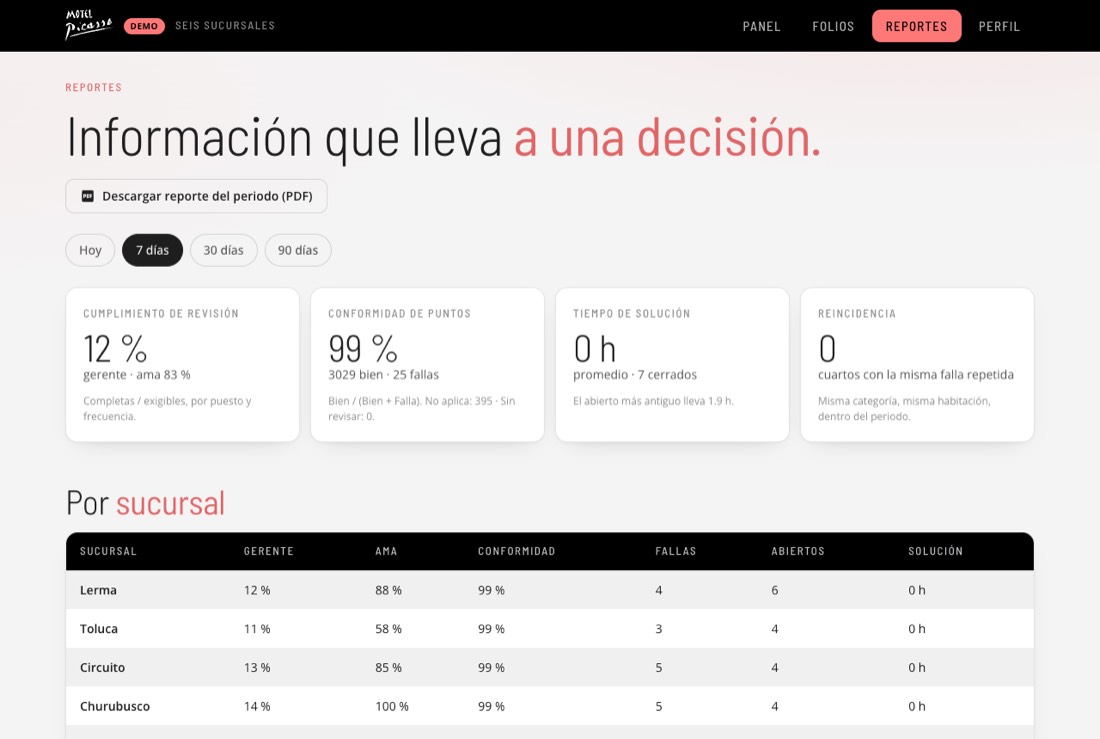 MOTEL
Picasso
DEMO
SEIS SUCURSALES
PANEL
FOLIOS
REPORTES
PERFIL
REPORTES
Información que lleva a una decisión.
PDF
Descargar reporte del periodo (PDF)
Hoy
7 días
30 días
90 días
CUMPLIMIENTO DE REVISIÓN
12 %
gerente · ama 83 %
Completas / exigibles, por puesto y
frecuencia.
CONFORMIDAD DE PUNTOS
99 %
3029 bien · 25 fallas
Bien / (Bien + Falla). No aplica: 395 · Sin
revisar: 0.
TIEMPO DE SOLUCIÓN
0 h
promedio · 7 cerrados
El abierto más antiguo lleva 1.9 h.
REINCIDENCIA
0
cuartos con la misma falla repetida
Misma categoría, misma habitación,
dentro del periodo.
Por sucursal
SUCURSAL GERENTE AMA CONFORMIDAD FALLAS ABIERTOS SOLUCIÓN
Lerma 12 % 88 % 99 % 4 6 0 h
Toluca 11 % 58 % 99 % 3 4 0 h
Circuito 13 % 85 % 99 % 5 4 0 h
Churubusco 14 % 100 % 99 % 5 4 0 h